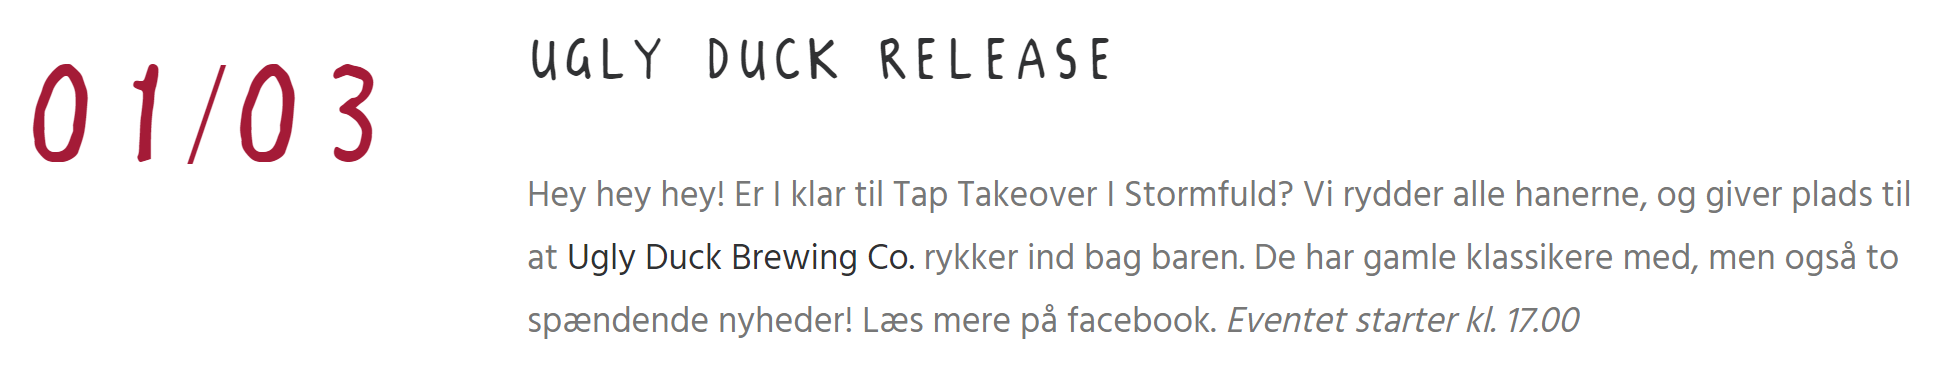 01/03
UGLY DUCK RELEASE
Hey hey hey! Er I klar til Tap Takeover I Stormfuld? Vi rydder alle hanerne, og giver plads til
at Ugly Duck Brewing Co. rykker ind bag baren. De har gamle klassikere med, men også to
spændende nyheder! Læs mere på facebook. Eventet starter kl. 17.00